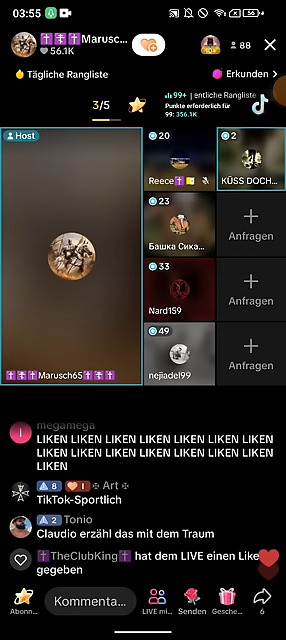 03:55
56
✝️✝️✝️Marusc...
56.1K
88
Tägliche Rangliste
Erkunden >
3/5
99+ | entliche Rangliste
Punkte erforderlich für
99: 356.1K
Host
20
2
Reece✝️
KÜSS DOCH...
23
Башка Сика...
Anfragen
33
Nard159
Anfragen
49
nejiadel99
Anfragen
✝️✝️✝️Marusch65✝️✝️✝️
megamega
LIKEN LIKEN LIKEN LIKEN LIKEN LIKEN LIKEN
LIKEN LIKEN LIKEN LIKEN LIKEN LIKEN LIKEN
LIKEN
8 I ✠ Art ✠
TikTok-Sportlich
2 Tonio
Claudio erzähl das mit dem Traum
✝️TheClubKing✝️ hat dem LIVE einen Like
gegeben
Kommenta...
Abonn...
LIVE mi...
Senden
Gesche...
6